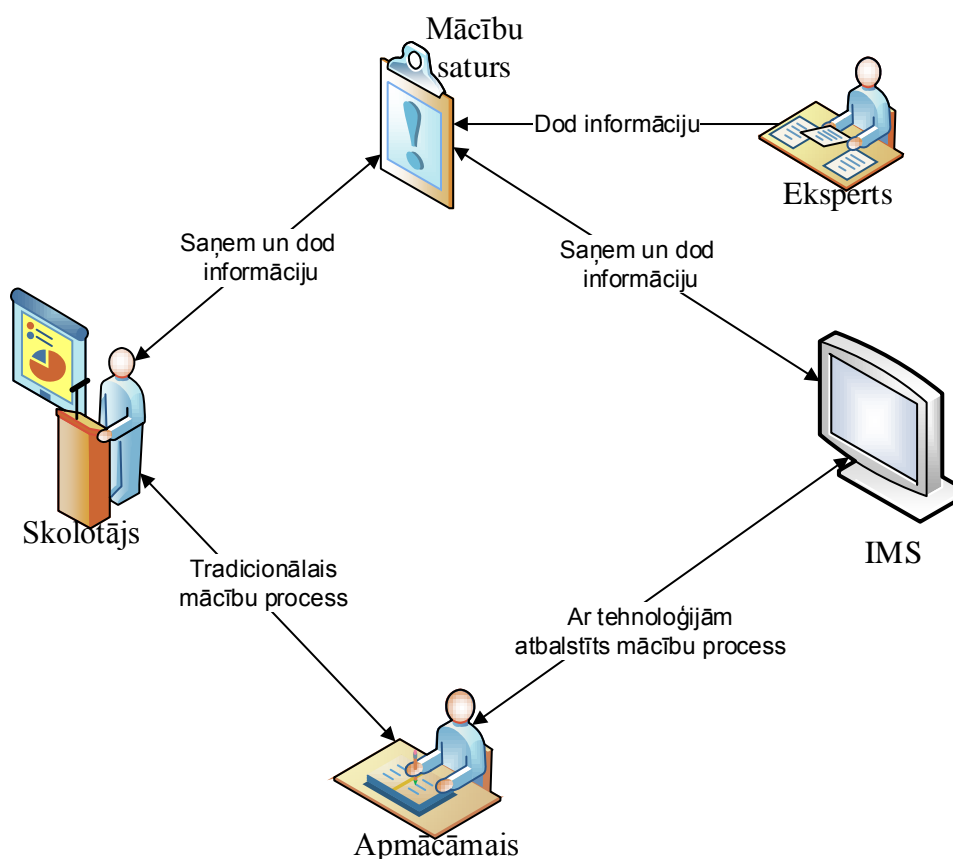 Mācību
saturs
Dod informāciju
Eksperts
Saņem un dod
informāciju
Saņem un dod
informāciju
Skolotājs
IMS
Tradicionālais
mācību process
Ar tehnoloģijām
atbalstīts mācību process
Apmācāmais